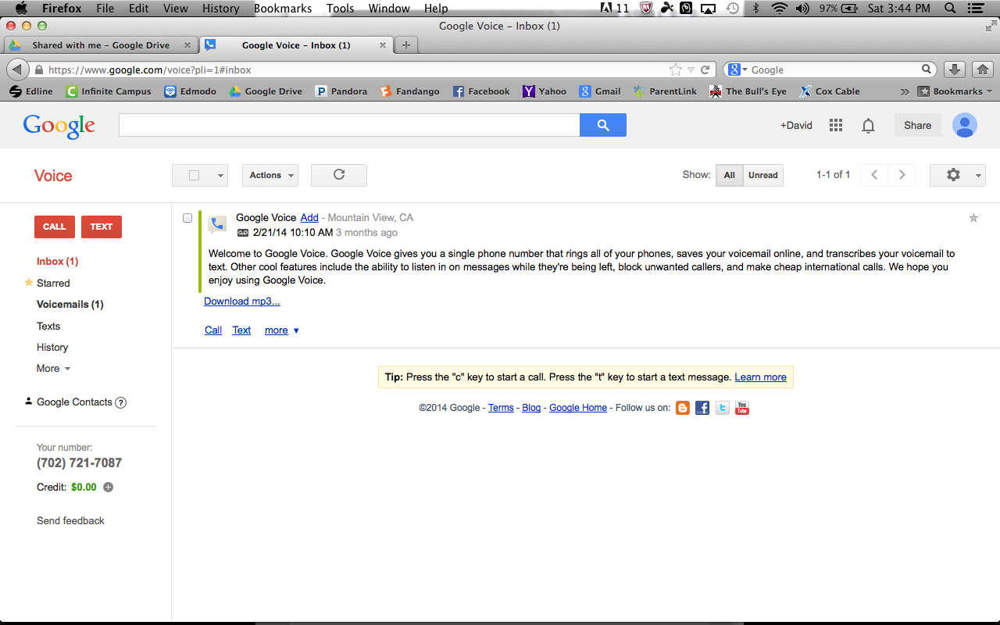 Firefox File Edit View History Bookmarks Tools Window Help 11 97% Sat 3:44 PM
Google Voice – Inbox (1)
Shared with me – Google Drive Google Voice – Inbox (1)
https://www.google.com/voice?pli=1#inbox Google
Edline Infinite Campus Edmodo Google Drive Pandora Fandango Facebook Yahoo Gmail ParentLink The Bull's Eye Cox Cable Bookmarks
Google +David Share
Voice Actions Show: All Unread 1-1 of 1
CALL TEXT
Inbox (1)
Starred
Voicemails (1)
Texts
History
More
Google Contacts ?
Your number:
(702) 721-7087
Credit: $0.00
Send feedback
Google Voice Add - Mountain View, CA
2/21/14 10:10 AM 3 months ago
Welcome to Google Voice. Google Voice gives you a single phone number that rings all of your phones, saves your voicemail online, and transcribes your voicemail to
text. Other cool features include the ability to listen in on messages while they're being left, block unwanted callers, and make cheap international calls. We hope you
enjoy using Google Voice.
Download mp3...
Call Text more
Tip: Press the "c" key to start a call. Press the "t" key to start a text message. Learn more
©2014 Google - Terms - Blog - Google Home - Follow us on: You Tube